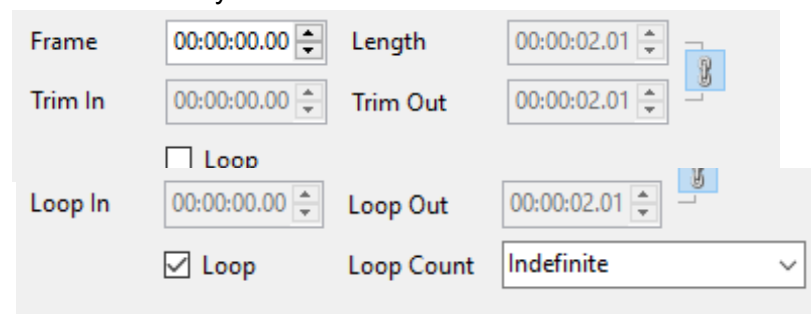 Frame 00:00:00.00 Length 00:00:02.01
Trim In 00:00:00.00 Trim Out 00:00:02.01
Loop
Loop In 00:00:00.00 Loop Out 00:00:02.01
Loop Loop Count Indefinite